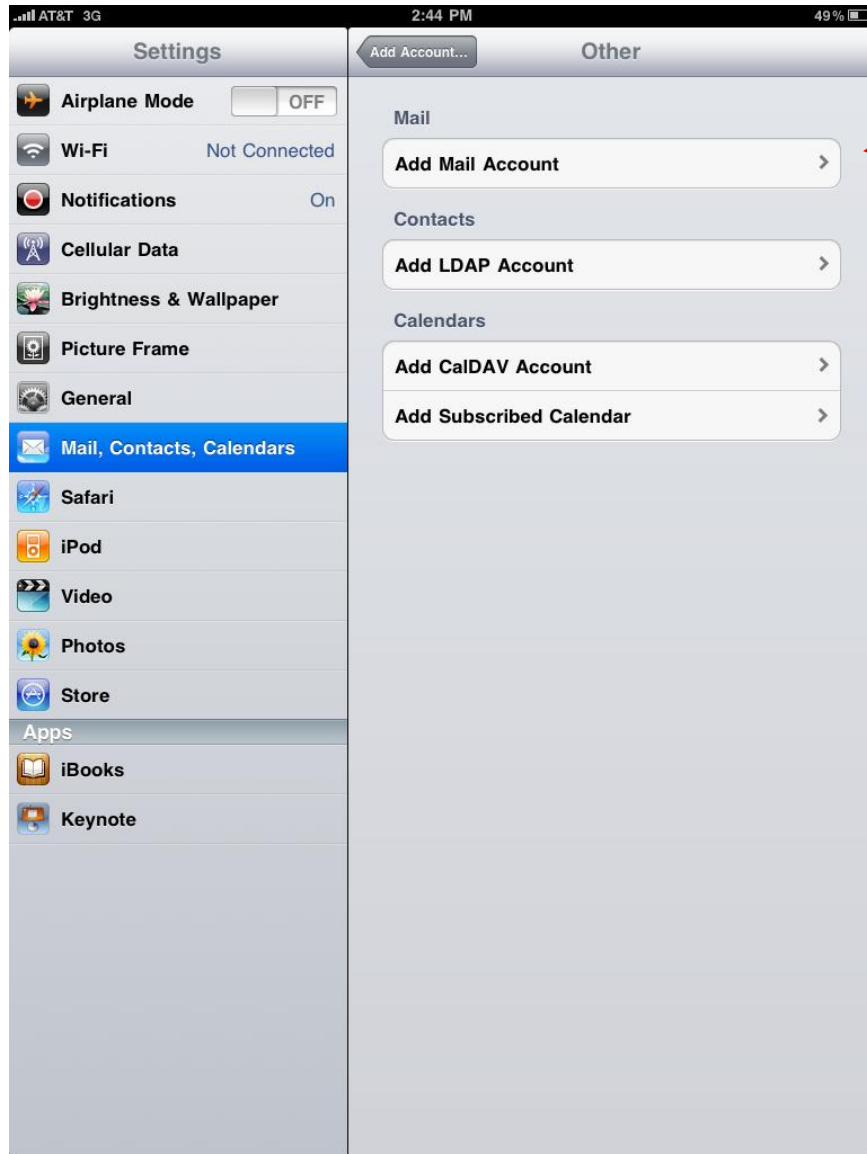 AT&T 3G 2:44 PM 49%
Settings
Airplane Mode OFF
Wi-Fi Not Connected
Notifications On
Cellular Data
Brightness & Wallpaper
Picture Frame
General
Mail, Contacts, Calendars
Safari
iPod
Video
Photos
Store
Apps
iBooks
Keynote
Add Account... Other
Mail
Add Mail Account
Contacts
Add LDAP Account
Calendars
Add CalDAV Account
Add Subscribed Calendar